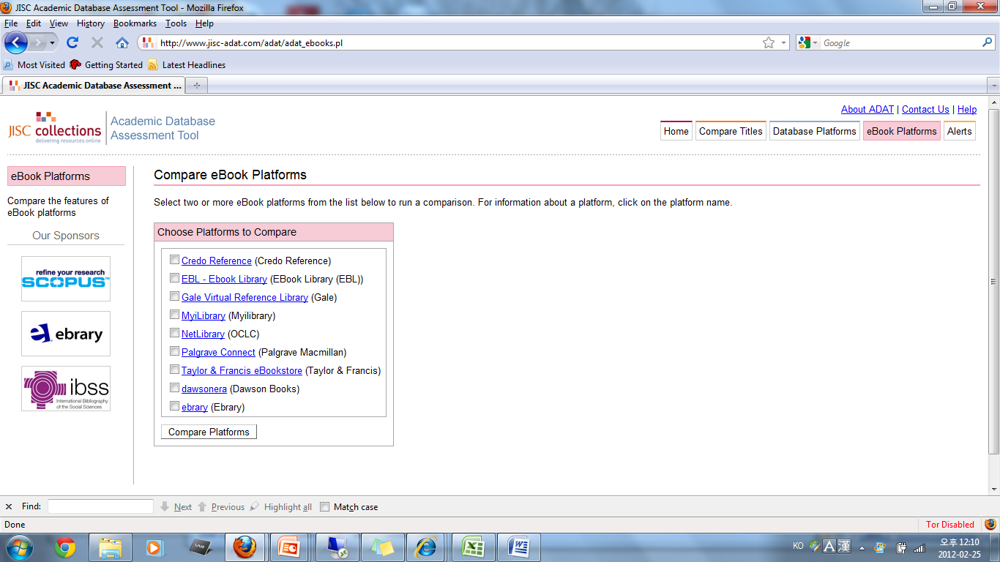 JISC Academic Database Assessment Tool - Mozilla Firefox
File Edit View History Bookmarks Tools Help
http://www.jisc-adat.com/adat/adat_ebooks.pl
Google
Most Visited Getting Started Latest Headlines
JISC Academic Database Assessment ...
About ADAT | Contact Us | Help
JISC collections
delivering resources online
Academic Database
Assessment Tool
Home Compare Titles Database Platforms eBook Platforms Alerts
eBook Platforms
Compare the features of
eBook platforms
Our Sponsors
refine your research
SCOPUS™
ebrary
ibss
International Bibliography
of the Social Sciences
Compare eBook Platforms
Select two or more eBook platforms from the list below to run a comparison. For information about a platform, click on the platform name.
Choose Platforms to Compare
Credo Reference (Credo Reference)
EBL - Ebook Library (EBook Library (EBL))
Gale Virtual Reference Library (Gale)
MyiLibrary (Myilibrary)
NetLibrary (OCLC)
Palgrave Connect (Palgrave Macmillan)
Taylor & Francis eBookstore (Taylor & Francis)
dawsonera (Dawson Books)
ebrary (Ebrary)
Compare Platforms
Find: Next Previous Highlight all Match case
Done
Tor Disabled
KO A 漢
오후 12:10
2012-02-25